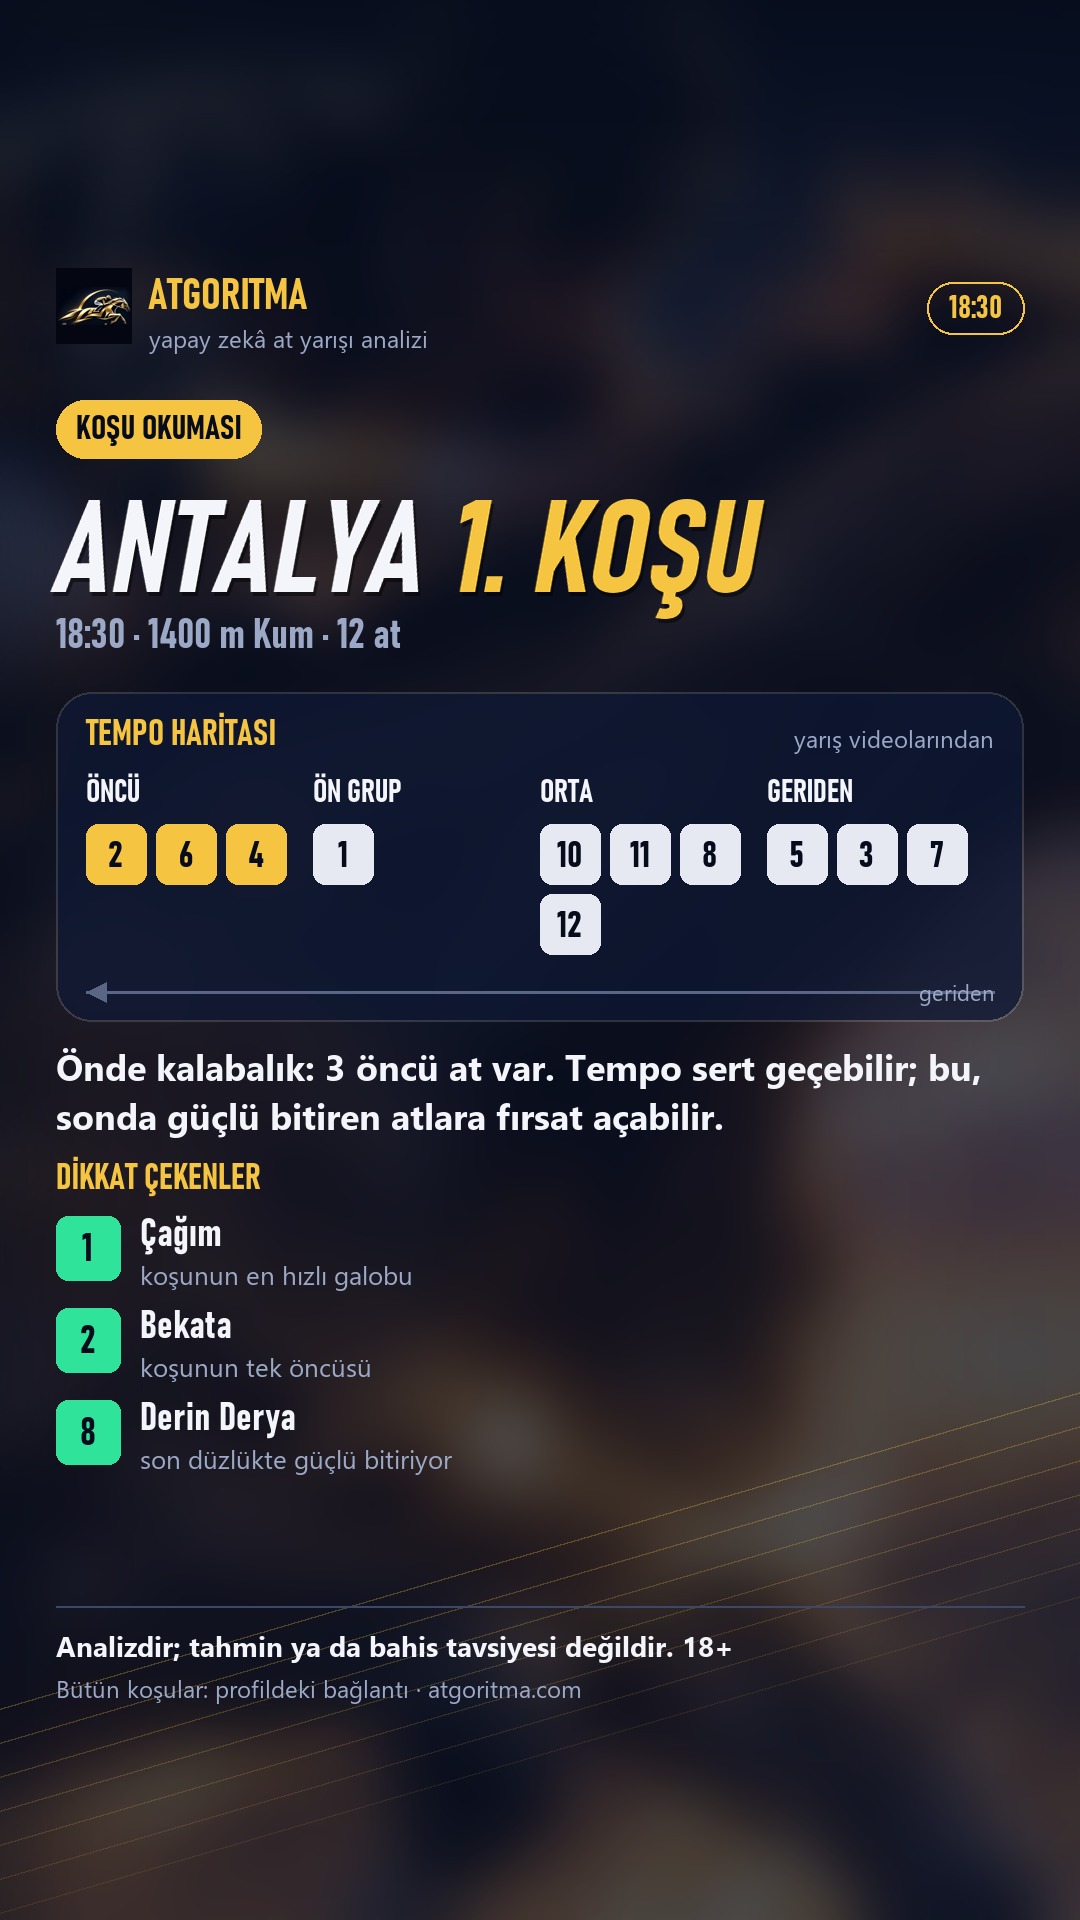 ATGORITMA
yapay zekâ at yarışı analizi
18:30
KOŞU OKUMASI
ANTALYA 1. KOŞU
18:30 · 1400 m Kum · 12 at
TEMPO HARİTASI
yarış videolarından
ÖNCÜ ÖN GRUP ORTA GERIDEN
2 6 4 1 10 11 8 5 3 7
12
geriden
Önde kalabalık: 3 öncü at var. Tempo sert geçebilir; bu,
sonda güçlü bitiren atlara fırsat açabilir.
DİKKAT ÇEKENLER
1 Çağım
koşunun en hızlı galobu
2 Bekata
koşunun tek öncüsü
8 Derin Derya
son düzlükte güçlü bitiriyor
Analizdir; tahmin ya da bahis tavsiyesi değildir. 18+
Bütün koşular: profildeki bağlantı · atgoritma.com